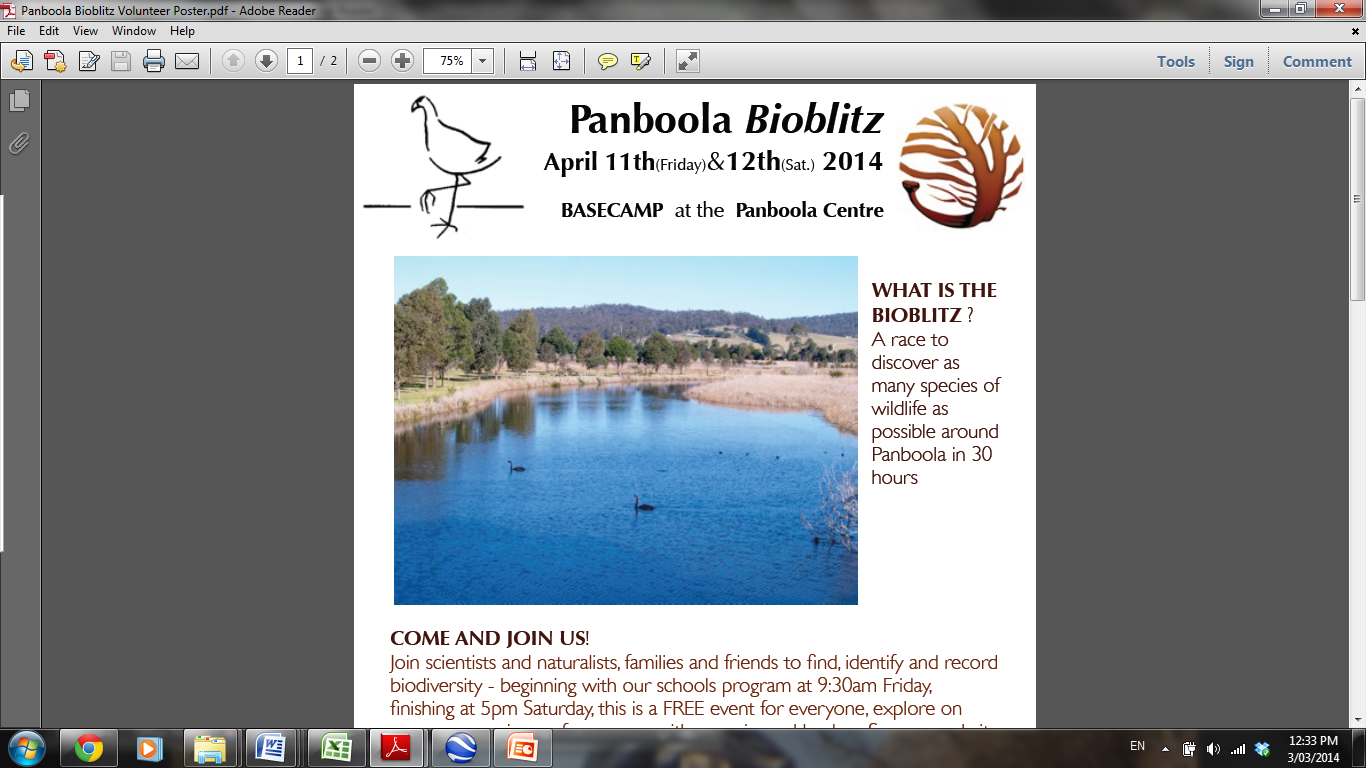 Panboola Bioblitz Volunteer Poster.pdf - Adobe Reader
File Edit View Window Help
1 / 2 75% Tools Sign Comment
Panboola Bioblitz
April 11th(Friday)&12th(Sat.) 2014
BASECAMP at the Panboola Centre
WHAT IS THE
BIOBLITZ ?
A race to
discover as
many species of
wildlife as
possible around
Panboola in 30
hours
COME AND JOIN US!
Join scientists and naturalists, families and friends to find, identify and record
biodiversity - beginning with our schools program at 9:30am Friday,
finishing at 5pm Saturday, this is a FREE event for everyone, explore on
EN
12:33 PM
3/03/2014